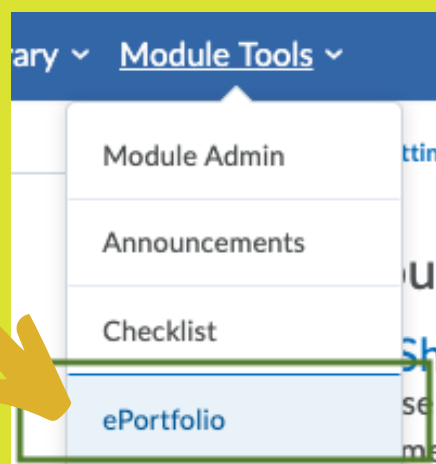 Module Tools
Module Admin
Announcements
Checklist
ePortfolio